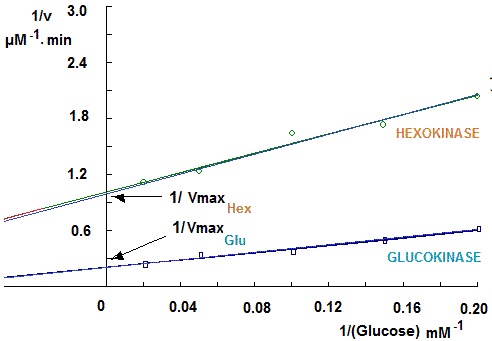 1/v
µM⁻¹.min
3.0
2.4
1.8
1.2
0.6
HEXOKINASE
1/ Vmax Hex
1/Vmax Glu
GLUCOKINASE
0 0.04 0.08 0.12 0.16 0.20
1/(Glucose) mM⁻¹